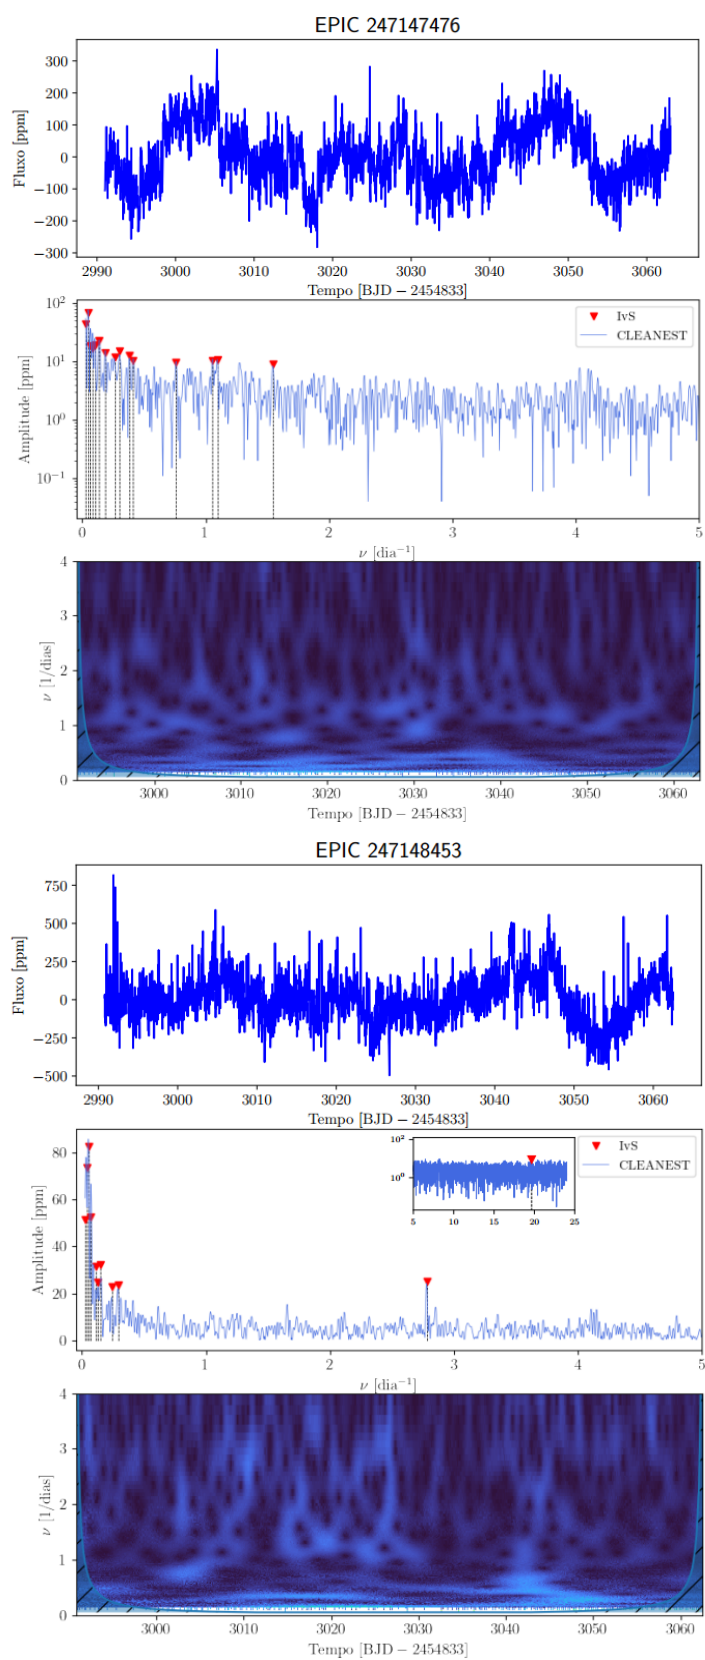 EPIC 247147476
300
200
100
0
−100
−200
−300
Fluxo [ppm]
2990 3000 3010 3020 3030 3040 3050 3060
Tempo [BJD − 2454833]
10²
10¹
10⁰
10⁻¹
Amplitude [ppm]
IvS
CLEANEST
0 1 2 3 4 5
ν [dia⁻¹]
4
3
2
1
0
ν [1/dias]
3000 3010 3020 3030 3040 3050 3060
Tempo [BJD − 2454833]
EPIC 247148453
750
500
250
0
−250
−500
Fluxo [ppm]
2990 3000 3010 3020 3030 3040 3050 3060
Tempo [BJD − 2454833]
80
60
40
20
0
Amplitude [ppm]
10²
10⁰
5 10 15 20 25
IvS
CLEANEST
0 1 2 3 4 5
ν [dia⁻¹]
4
3
2
1
0
ν [1/dias]
3000 3010 3020 3030 3040 3050 3060
Tempo [BJD − 2454833]